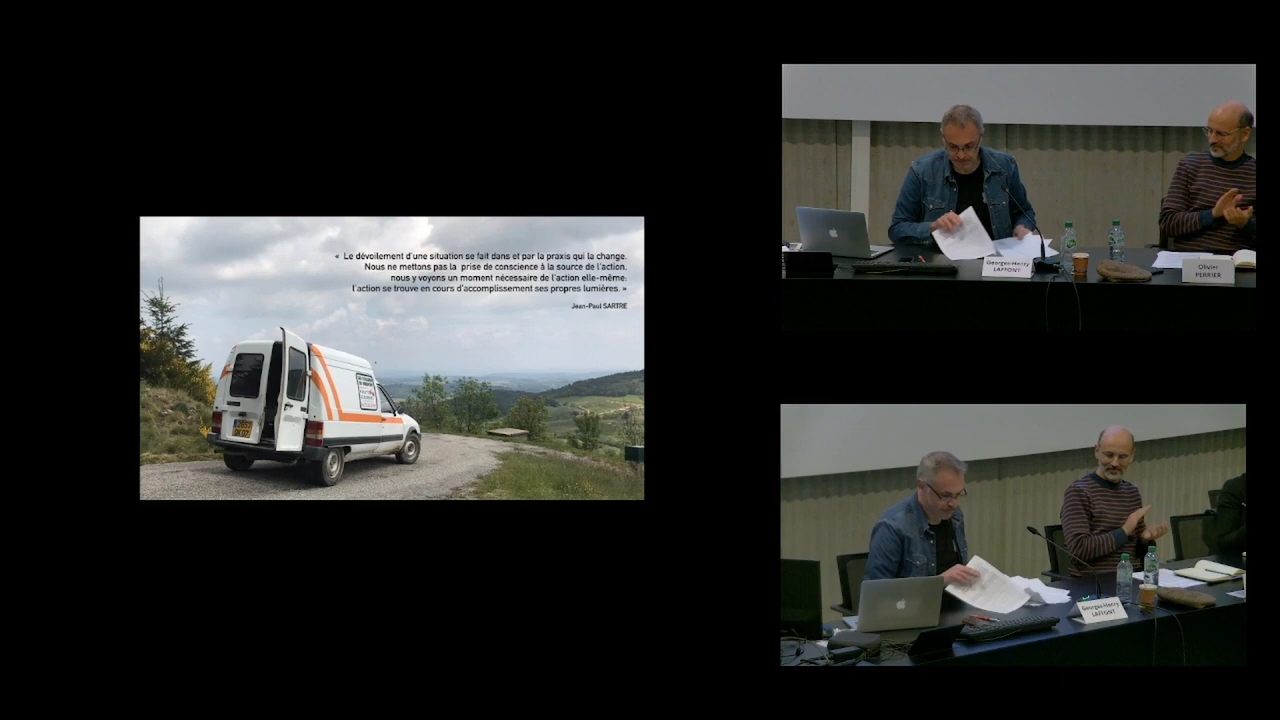 « Le dévoilement d'une situation se fait dans et par la praxis qui la change.
Nous ne mettons pas la prise de conscience à la source de l'action,
nous y voyons un moment nécessaire de l'action elle-même:
l'action se trouve en cours d'accomplissement ses propres lumières. »
Jean-Paul SARTRE
Georges-Henry
LAFFONT
Olivier
PERRIER
Georges-Henry
LAFFONT